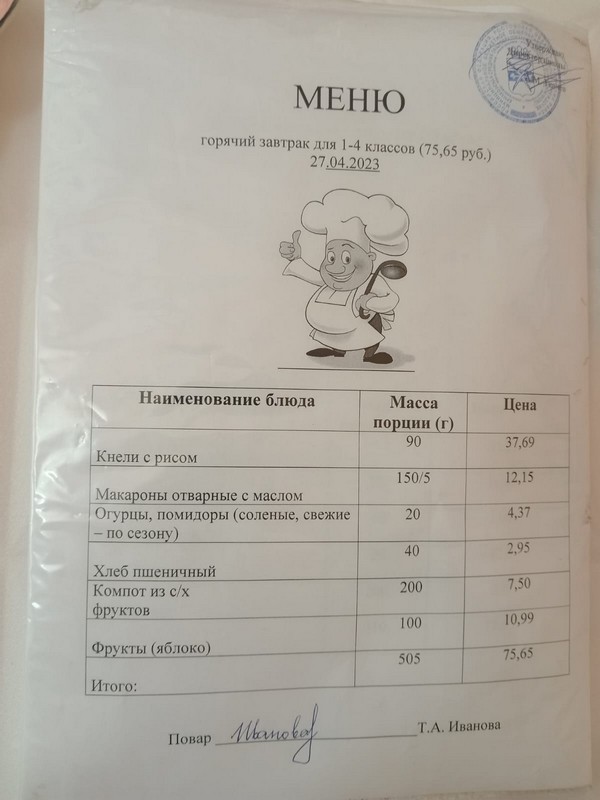 Утверждаю
МЕНЮ
горячий завтрак для 1-4 классов (75,65 руб.)
27.04.2023
Наименование блюда Масса порции (г) Цена
Кнели с рисом 90 37,69
Макароны отварные с маслом 150/5 12,15
Огурцы, помидоры (соленые, свежие
– по сезону) 20 4,37
Хлеб пшеничный 40 2,95
Компот из с/х
фруктов 200 7,50
Фрукты (яблоко) 100 10,99
Итого: 505 75,65
Повар Иванова Т.А. Иванова